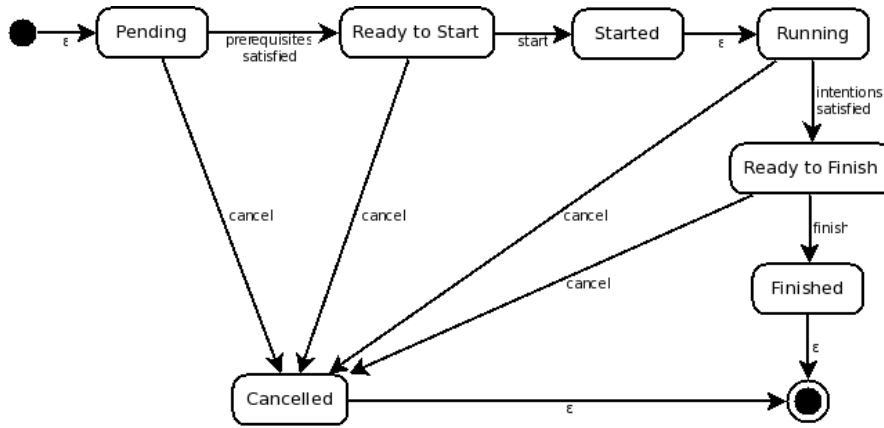 Pending
Ready to Start
Started
Running
ε
prerequisites
satisfied
start
ε
intentions
satisfied
Ready to Finish
cancel
cancel
cancel
finish
cancel
Finished
ε
Cancelled
ε